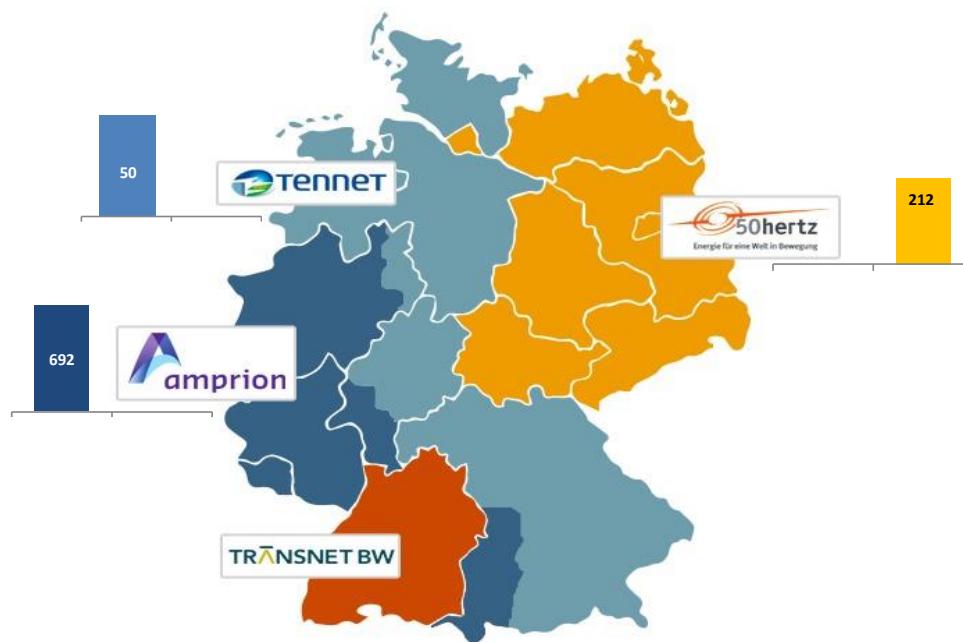 50
TENNET
212
50hertz
Energie für eine Welt in Bewegung
692
amprion
TRANSNET BW